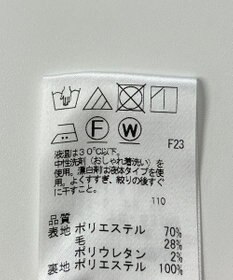 F W
F23
液温は30℃以下。
中性洗剤(おしゃれ着洗い)を
使用。漂白剤は液体タイプを使
用。よくすすぎ、絞りの後すぐ
に干すこと。
110
品質
表地 ポリエステル 70%
毛 28%
ポリウレタン 2%
裏地 ポリエステル 100%